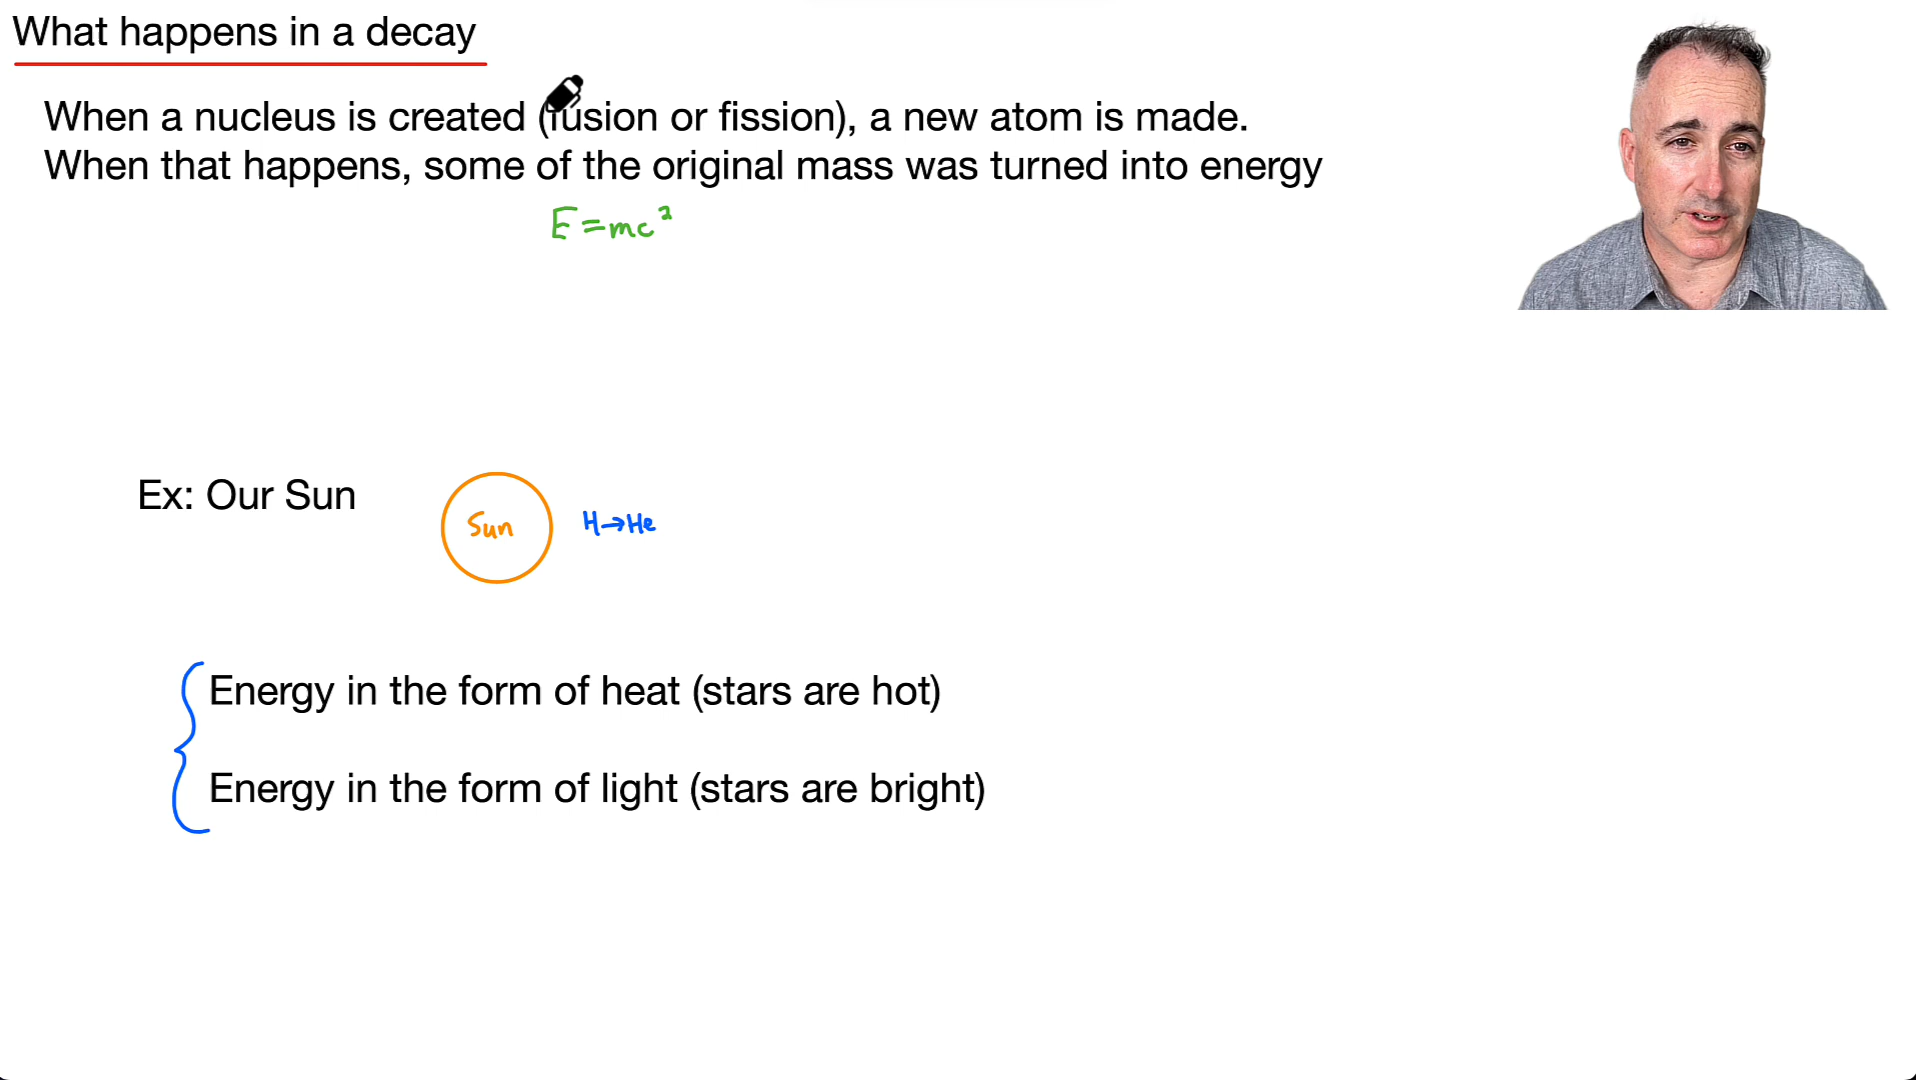 What happens in a decay
When a nucleus is created (fusion or fission), a new atom is made.
When that happens, some of the original mass was turned into energy
E=mc²
Ex: Our Sun
Sun
H→He
Energy in the form of heat (stars are hot)
Energy in the form of light (stars are bright)